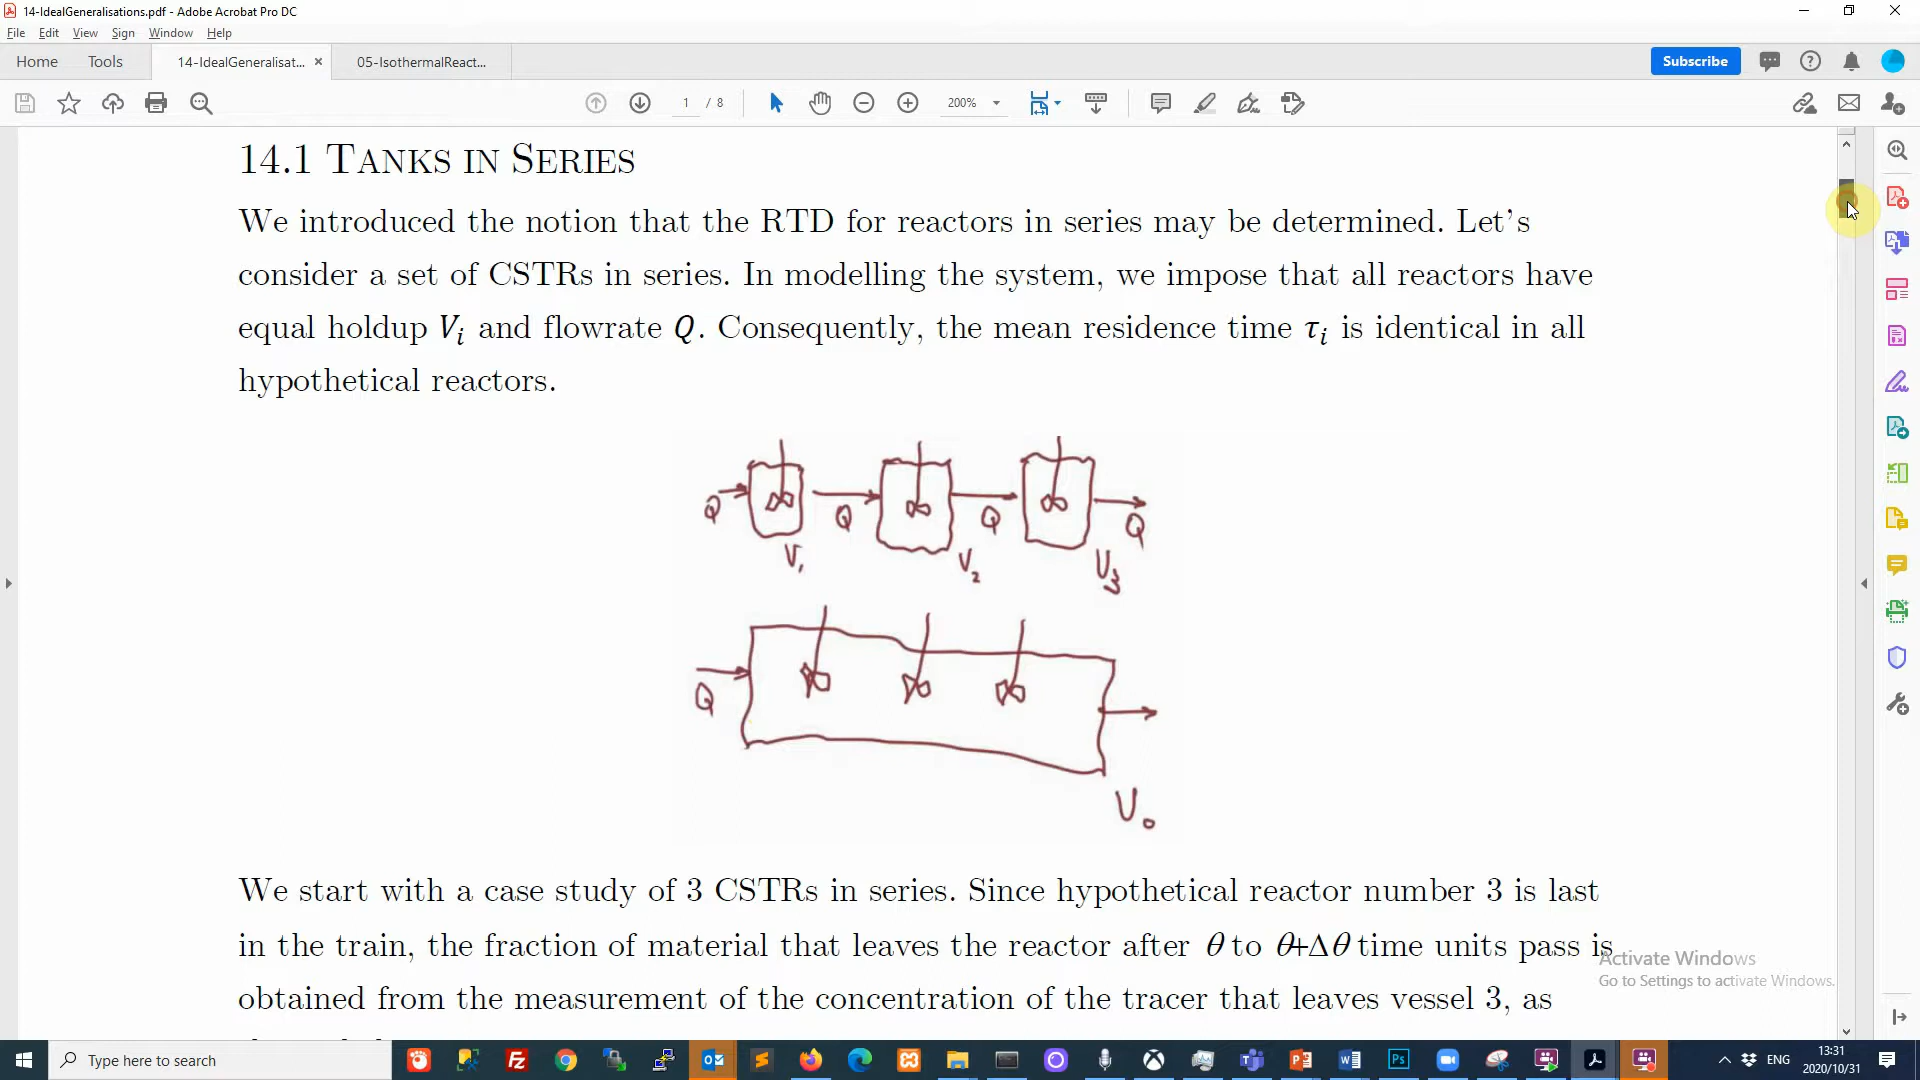 14-IdealGeneralisations.pdf - Adobe Acrobat Pro DC
File Edit View Sign Window Help
Home Tools 14-IdealGeneralisat... × 05-IsothermalReact... Subscribe
1 / 8 200%
14.1 TANKS IN SERIES
We introduced the notion that the RTD for reactors in series may be determined. Let's
consider a set of CSTRs in series. In modelling the system, we impose that all reactors have
equal holdup Vᵢ and flowrate Q. Consequently, the mean residence time τᵢ is identical in all
hypothetical reactors.
Q Q Q Q
V₁ V₂ V₃
Q
V₀
We start with a case study of 3 CSTRs in series. Since hypothetical reactor number 3 is last
in the train, the fraction of material that leaves the reactor after θ to θ+Δθ time units pass is
obtained from the measurement of the concentration of the tracer that leaves vessel 3, as
Activate Windows
Go to Settings to activate Windows.
Type here to search
ENG 13:31
2020/10/31